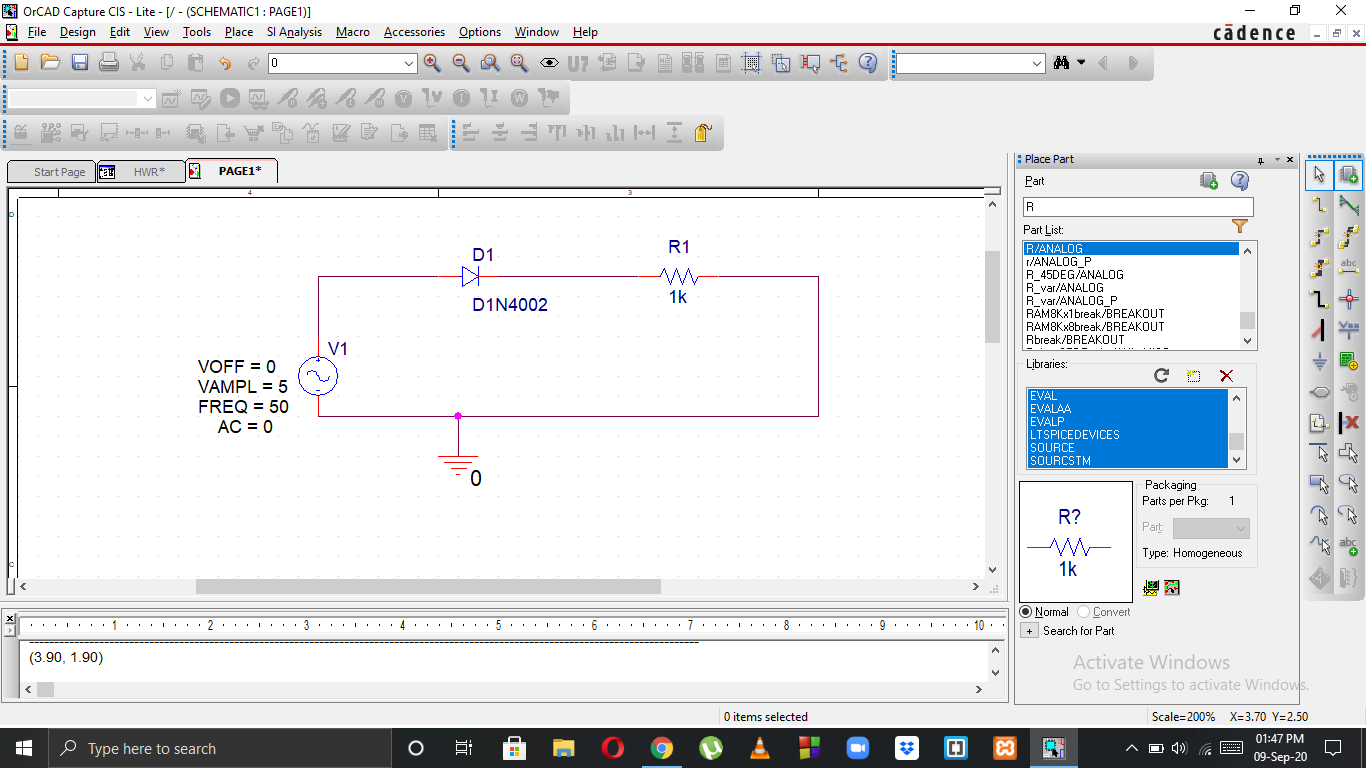 OrCAD Capture CIS - Lite - [/ - (SCHEMATIC1 : PAGE1)]
File Design Edit View Tools Place SI Analysis Macro Accessories Options Window Help
cādence
0
Start Page HWR* PAGE1*
4 3
D
C
D1
D1N4002
R1
1k
V1
VOFF = 0
VAMPL = 5
FREQ = 50
AC = 0
0
1 2 3 4 5 6 7 8 9 10
(3.90, 1.90)
Place Part
Part
R
Part List:
R/ANALOG
r/ANALOG_P
R_45DEG/ANALOG
R_var/ANALOG
R_var/ANALOG_P
RAM8Kx1break/BREAKOUT
RAM8Kx8break/BREAKOUT
Rbreak/BREAKOUT
Libraries:
EVAL
EVALAA
EVALP
LTSPICEDEVICES
SOURCE
SOURCSTM
R?
1k
Packaging
Parts per Pkg: 1
Part:
Type: Homogeneous
Normal Convert
+ Search for Part
abc
abc
Activate Windows
Go to Settings to activate Windows.
0 items selected
Scale=200% X=3.70 Y=2.50
Type here to search
01:47 PM
09-Sep-20